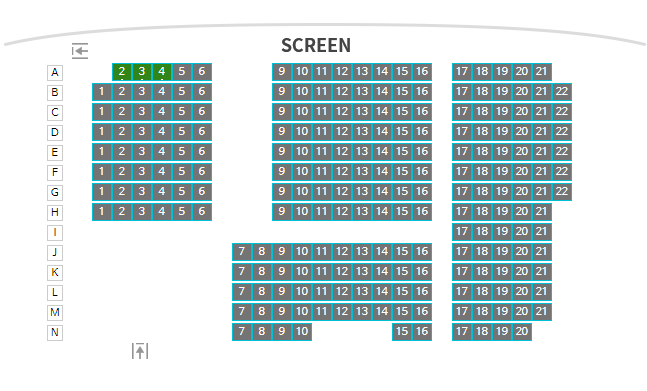 SCREEN
A 2 3 4 5 6 9 10 11 12 13 14 15 16 17 18 19 20 21
B 1 2 3 4 5 6 9 10 11 12 13 14 15 16 17 18 19 20 21 22
C 1 2 3 4 5 6 9 10 11 12 13 14 15 16 17 18 19 20 21 22
D 1 2 3 4 5 6 9 10 11 12 13 14 15 16 17 18 19 20 21 22
E 1 2 3 4 5 6 9 10 11 12 13 14 15 16 17 18 19 20 21 22
F 1 2 3 4 5 6 9 10 11 12 13 14 15 16 17 18 19 20 21 22
G 1 2 3 4 5 6 9 10 11 12 13 14 15 16 17 18 19 20 21 22
H 1 2 3 4 5 6 9 10 11 12 13 14 15 16 17 18 19 20 21
I 17 18 19 20 21
J 7 8 9 10 11 12 13 14 15 16 17 18 19 20 21
K 7 8 9 10 11 12 13 14 15 16 17 18 19 20 21
L 7 8 9 10 11 12 13 14 15 16 17 18 19 20 21
M 7 8 9 10 11 12 13 14 15 16 17 18 19 20 21
N 7 8 9 10 15 16 17 18 19 20